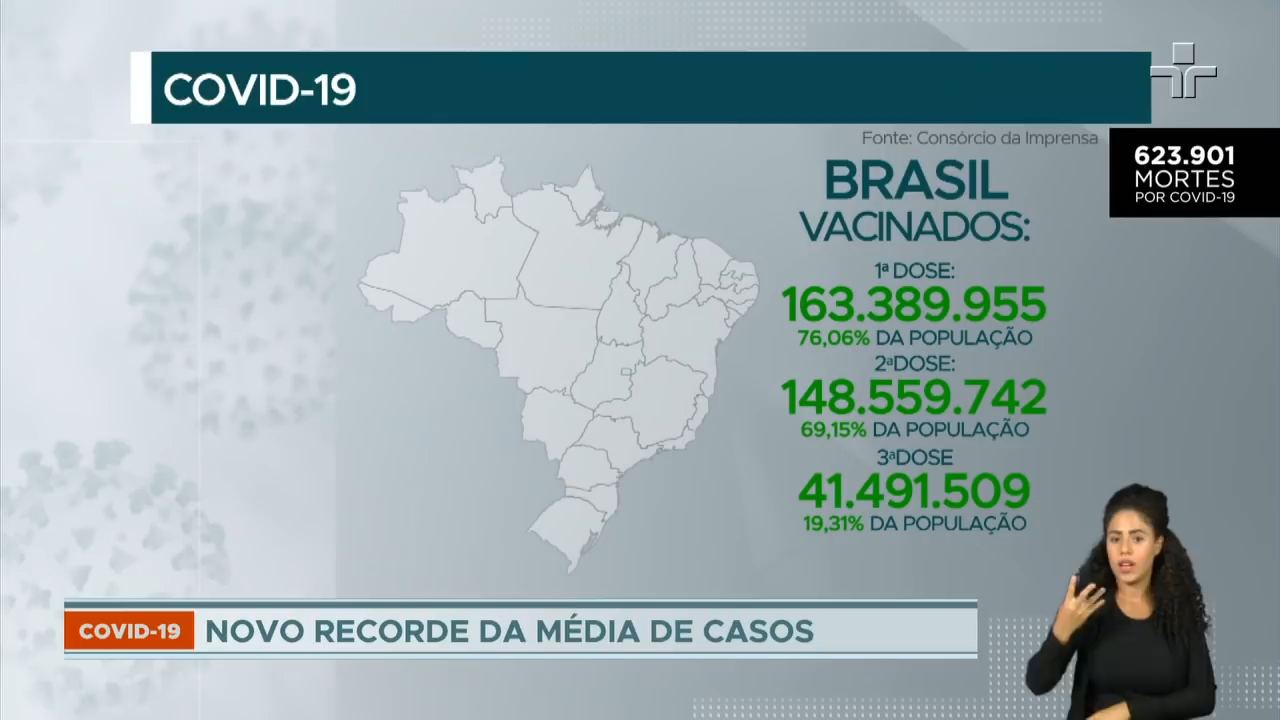 COVID-19
Fonte: Consórcio da Imprensa
623.901
MORTES
POR COVID-19
BRASIL
VACINADOS:
1ª DOSE:
163.389.955
76,06% DA POPULAÇÃO
2ªDOSE:
148.559.742
69,15% DA POPULAÇÃO
3ªDOSE
41.491.509
19,31% DA POPULAÇÃO
COVID-19 NOVO RECORDE DA MÉDIA DE CASOS